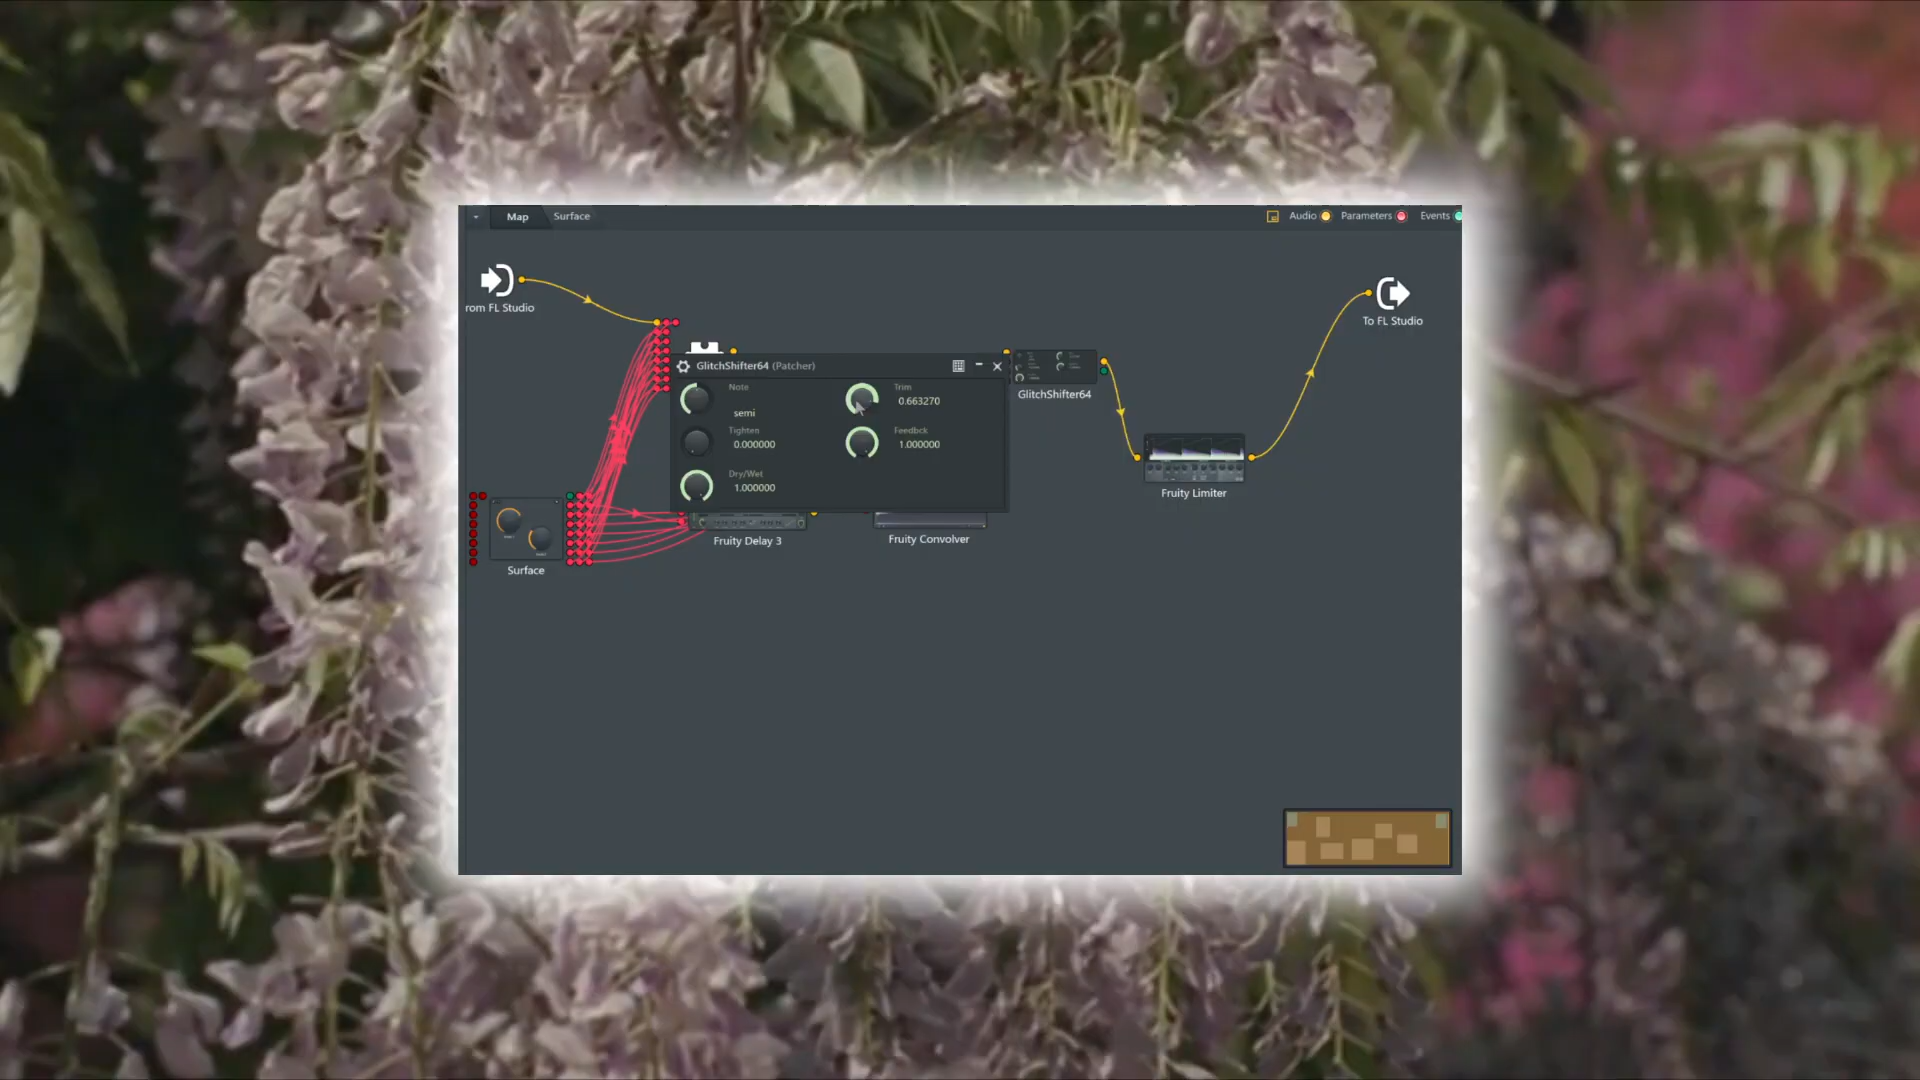 Map
Surface
Audio
Parameters
Events
rom FL Studio
To FL Studio
GlitchShifter64 (Patcher)
Note
semi
Trim
0.663270
Tighten
0.000000
Feedbck
1.000000
Dry/Wet
1.000000
GlitchShifter64
Fruity Limiter
Fruity Delay 3
Fruity Convolver
Surface